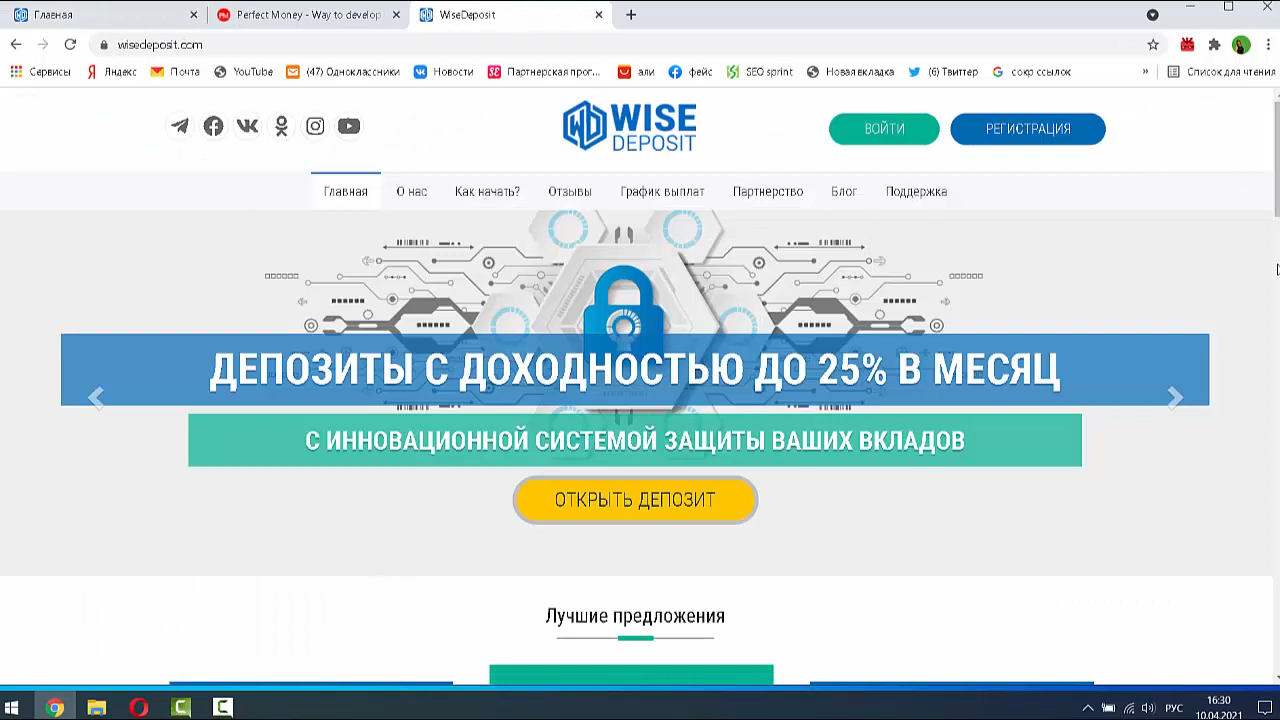 Главная
Perfect Money - Way to develop
WiseDeposit
wisedeposit.com
Сервисы
Яндекс
Почта
YouTube
(47) Одноклассники
Новости
Партнерская прог...
али
фейс
SEO sprint
Новая вкладка
(6) Твиттер
сокр ссылок
»
Список для чтения
WISE
DEPOSIT
ВОЙТИ
РЕГИСТРАЦИЯ
Главная
О нас
Как начать?
Отзывы
График выплат
Партнерство
Блог
Поддержка
ДЕПОЗИТЫ С ДОХОДНОСТЬЮ ДО 25% В МЕСЯЦ
С ИННОВАЦИОННОЙ СИСТЕМОЙ ЗАЩИТЫ ВАШИХ ВКЛАДОВ
ОТКРЫТЬ ДЕПОЗИТ
Лучшие предложения
РУС
16:30
10.04.2021